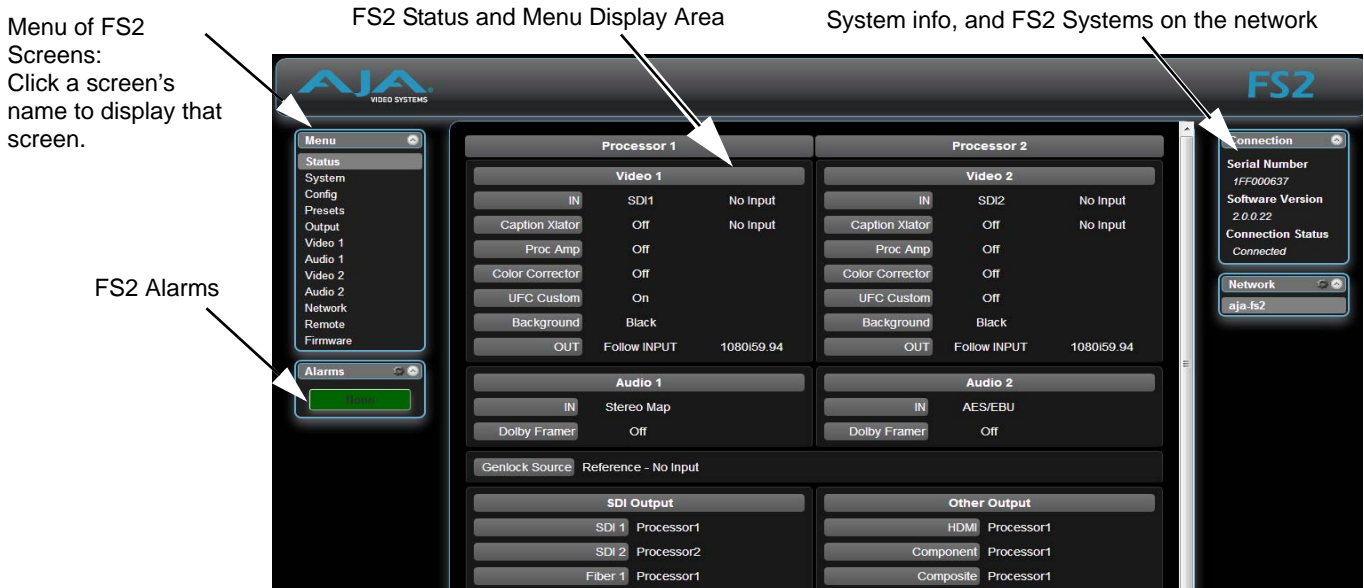 FS2 Status and Menu Display Area
System info, and FS2 Systems on the network
Menu of FS2
Screens:
Click a screen's
name to display that
screen.
FS2 Alarms
AJA
VIDEO SYSTEMS
FS2
Menu
Status
System
Config
Presets
Output
Video 1
Audio 1
Video 2
Audio 2
Network
Remote
Firmware
Alarms
None
Processor 1
Processor 2
Video 1
IN SDI1 No Input
Caption Xlator Off No Input
Proc Amp Off
Color Corrector Off
UFC Custom On
Background Black
OUT Follow INPUT 1080i59.94
Video 2
IN SDI2 No Input
Caption Xlator Off No Input
Proc Amp Off
Color Corrector Off
UFC Custom Off
Background Black
OUT Follow INPUT 1080i59.94
Audio 1
IN Stereo Map
Dolby Framer Off
Audio 2
IN AES/EBU
Dolby Framer Off
Genlock Source Reference - No Input
SDI Output
SDI 1 Processor1
SDI 2 Processor2
Fiber 1 Processor1
Other Output
HDMI Processor1
Component Processor1
Composite Processor1
Connection
Serial Number
1FF000637
Software Version
2.0.0.22
Connection Status
Connected
Network
aja-fs2